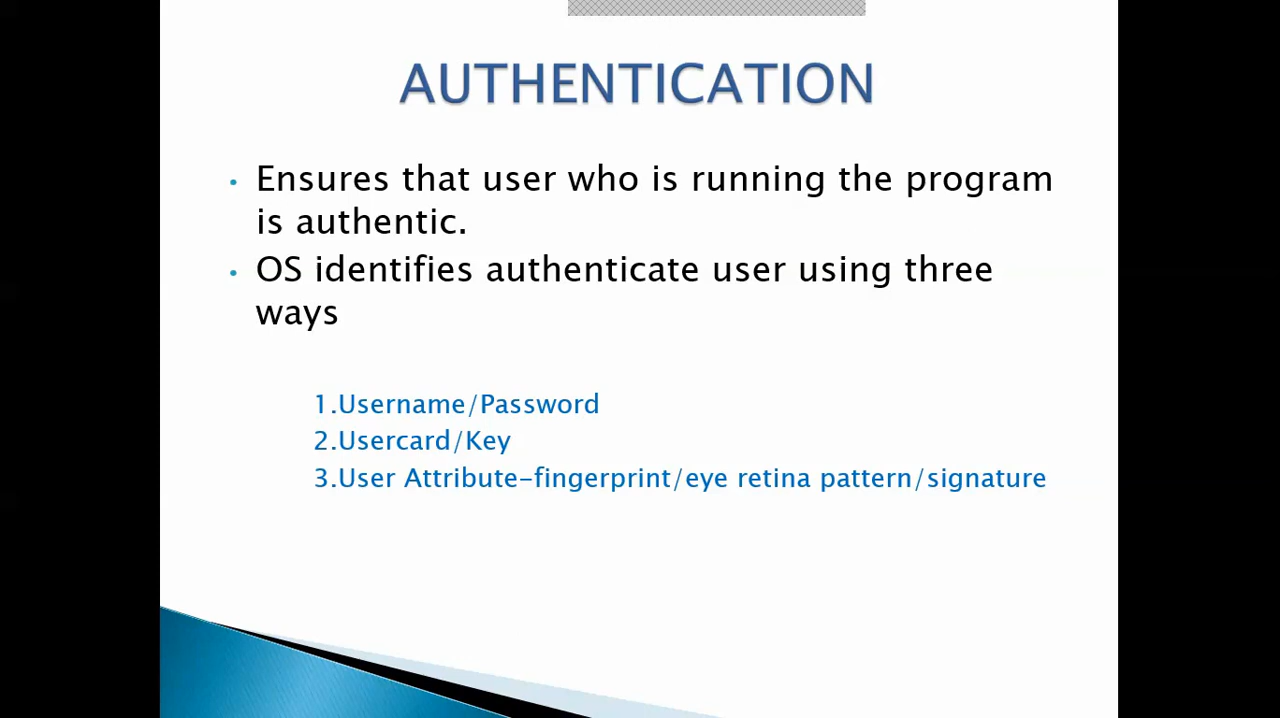 AUTHENTICATION
• Ensures that user who is running the program
is authentic.
• OS identifies authenticate user using three
ways
1.Username/Password
2.Usercard/Key
3.User Attribute-fingerprint/eye retina pattern/signature